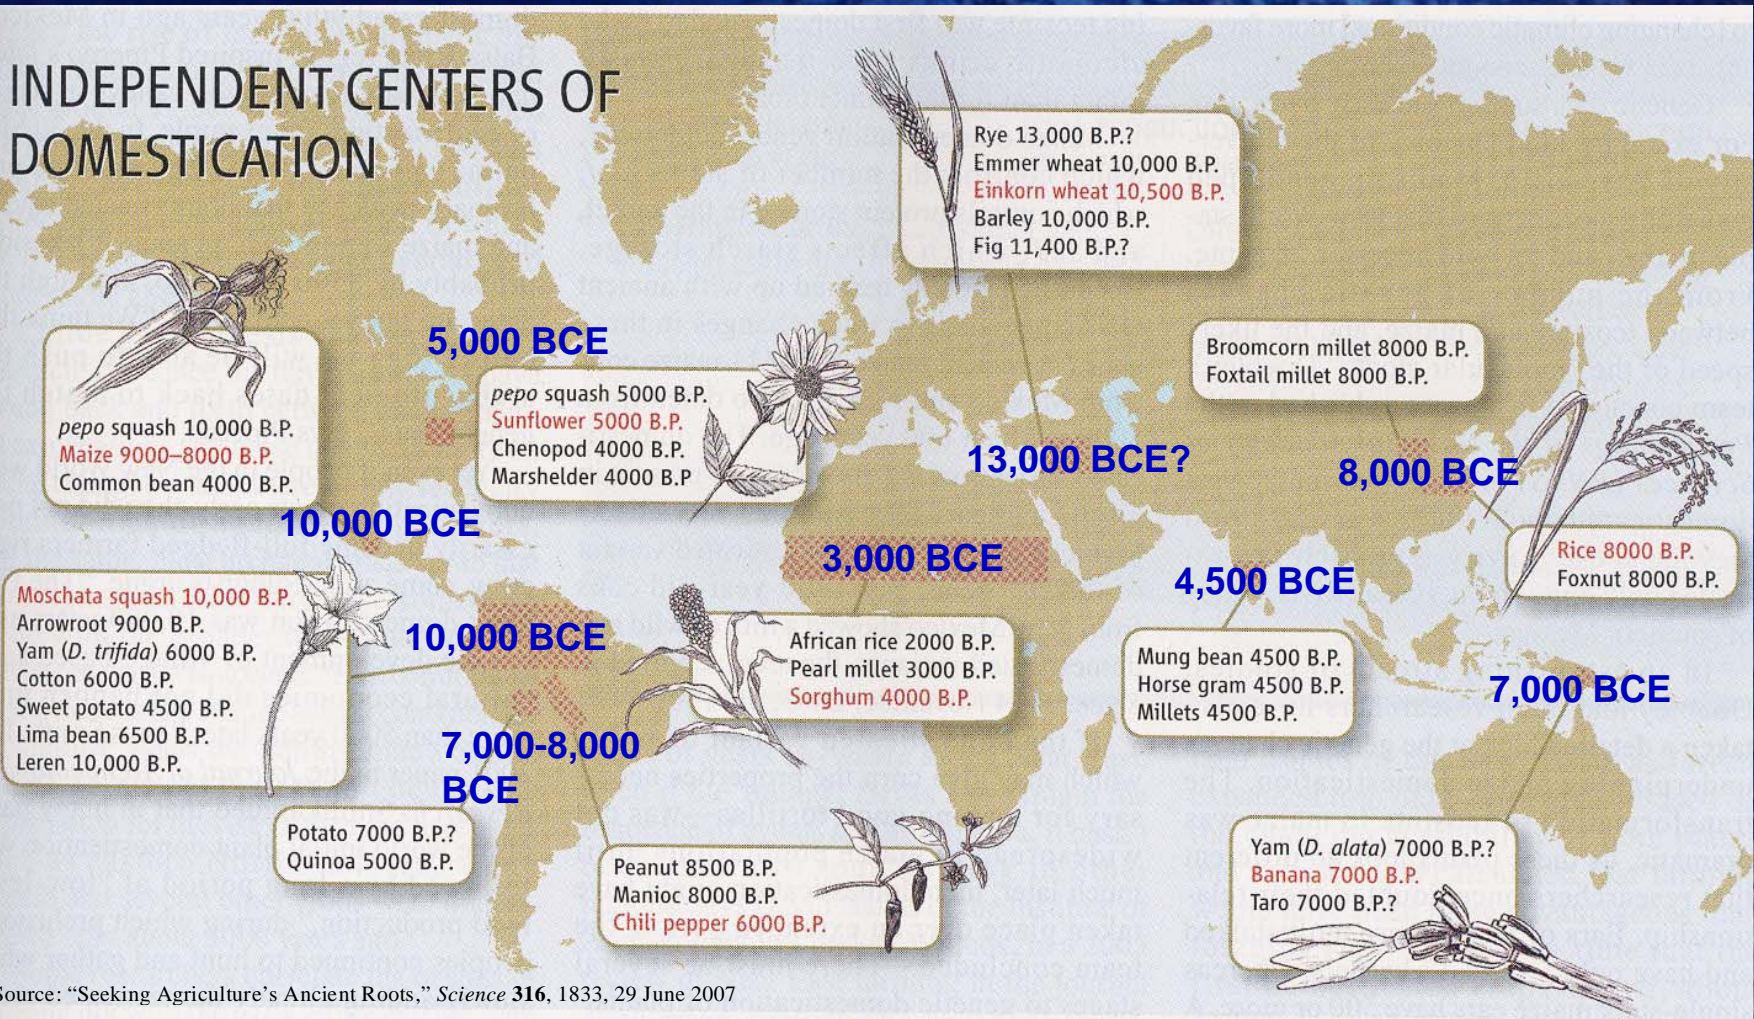 INDEPENDENT CENTERS OF
DOMESTICATION
Rye 13,000 B.P.?
Emmer wheat 10,000 B.P.
Einkorn wheat 10,500 B.P.
Barley 10,000 B.P.
Fig 11,400 B.P.?
5,000 BCE
Broomcorn millet 8000 B.P.
Foxtail millet 8000 B.P.
pepo squash 10,000 B.P.
Maize 9000–8000 B.P.
Common bean 4000 B.P.
pepo squash 5000 B.P.
Sunflower 5000 B.P.
Chenopod 4000 B.P.
Marshelder 4000 B.P
13,000 BCE?
8,000 BCE
10,000 BCE
3,000 BCE
4,500 BCE
Rice 8000 B.P.
Foxnut 8000 B.P.
Moschata squash 10,000 B.P.
Arrowroot 9000 B.P.
Yam (D. trifida) 6000 B.P.
Cotton 6000 B.P.
Sweet potato 4500 B.P.
Lima bean 6500 B.P.
Leren 10,000 B.P.
10,000 BCE
African rice 2000 B.P.
Pearl millet 3000 B.P.
Sorghum 4000 B.P.
Mung bean 4500 B.P.
Horse gram 4500 B.P.
Millets 4500 B.P.
7,000 BCE
7,000-8,000
BCE
Potato 7000 B.P.?
Quinoa 5000 B.P.
Peanut 8500 B.P.
Manioc 8000 B.P.
Chili pepper 6000 B.P.
Yam (D. alata) 7000 B.P.?
Banana 7000 B.P.
Taro 7000 B.P.?
Source: “Seeking Agriculture’s Ancient Roots,” Science 316, 1833, 29 June 2007